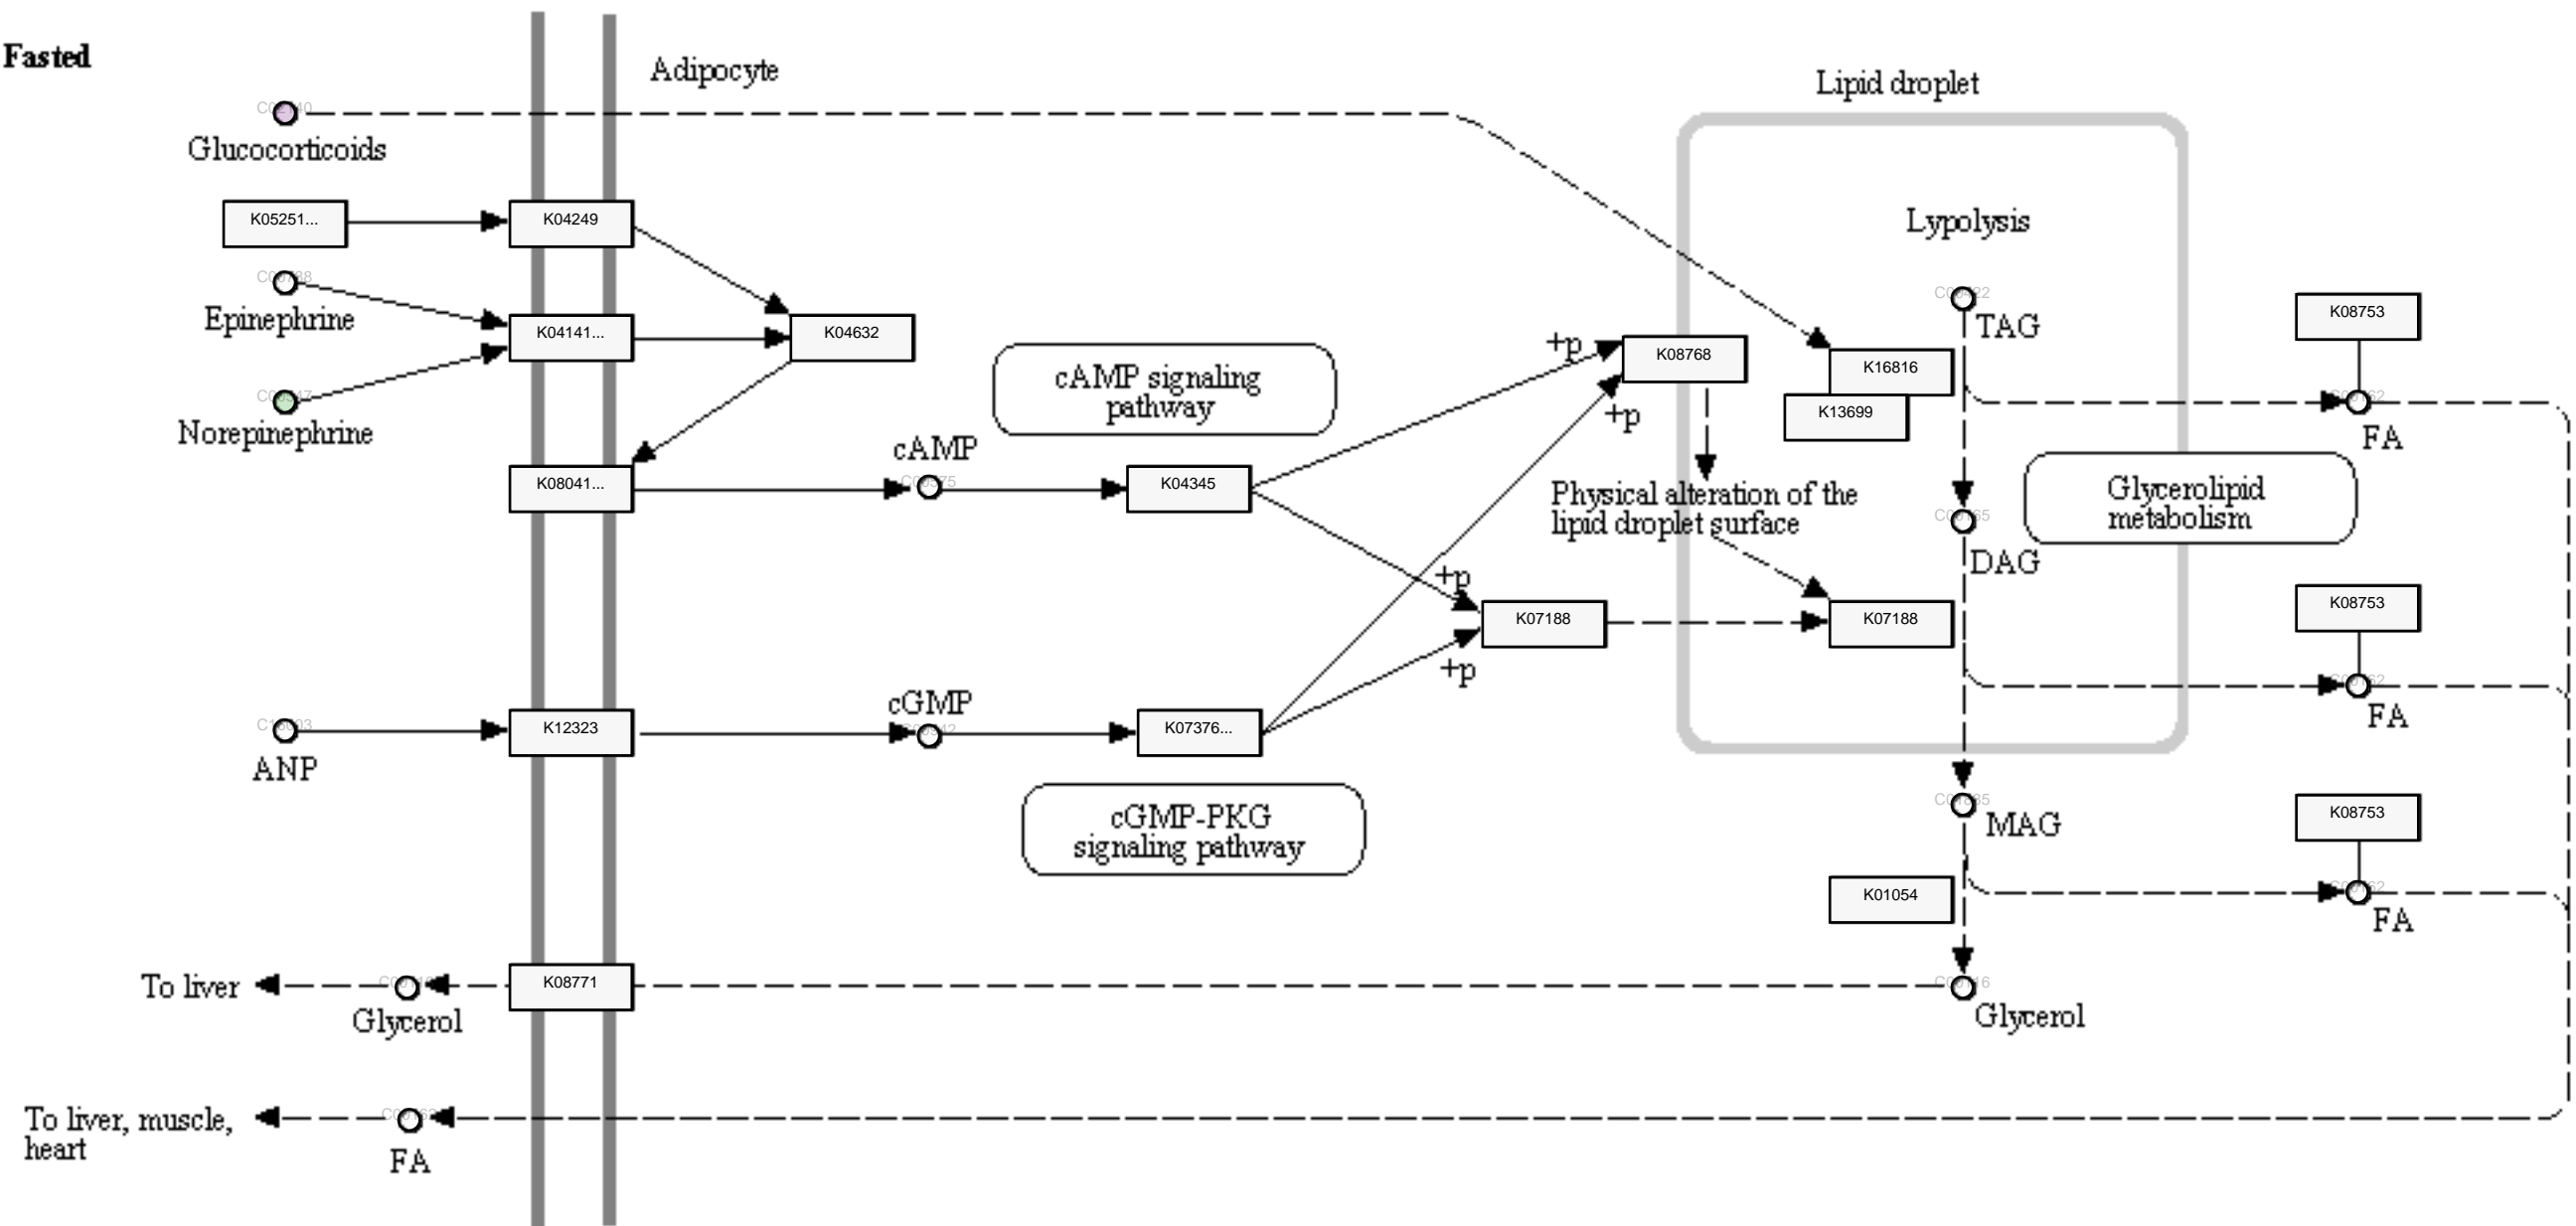 Fasted
Adipocyte
Lipid droplet
Glucocorticoids
K05251...
K04249
Lypolysis
Epinephrine
K04141...
K04632
TAG
K08753
cAMP signaling
pathway
+p
K08768
+p
K16816
K13699
Norepinephrine
FA
K08041...
cAMP
K04345
Physical alteration of the
lipid droplet surface
Glycerolipid
metabolism
DAG
+p
K07188
K07188
K08753
+p
FA
ANP
K12323
cGMP
K07376...
cGMP-PKG
signaling pathway
MAG
K08753
K01054
FA
To liver
Glycerol
K08771
Glycerol
To liver, muscle,
heart
FA